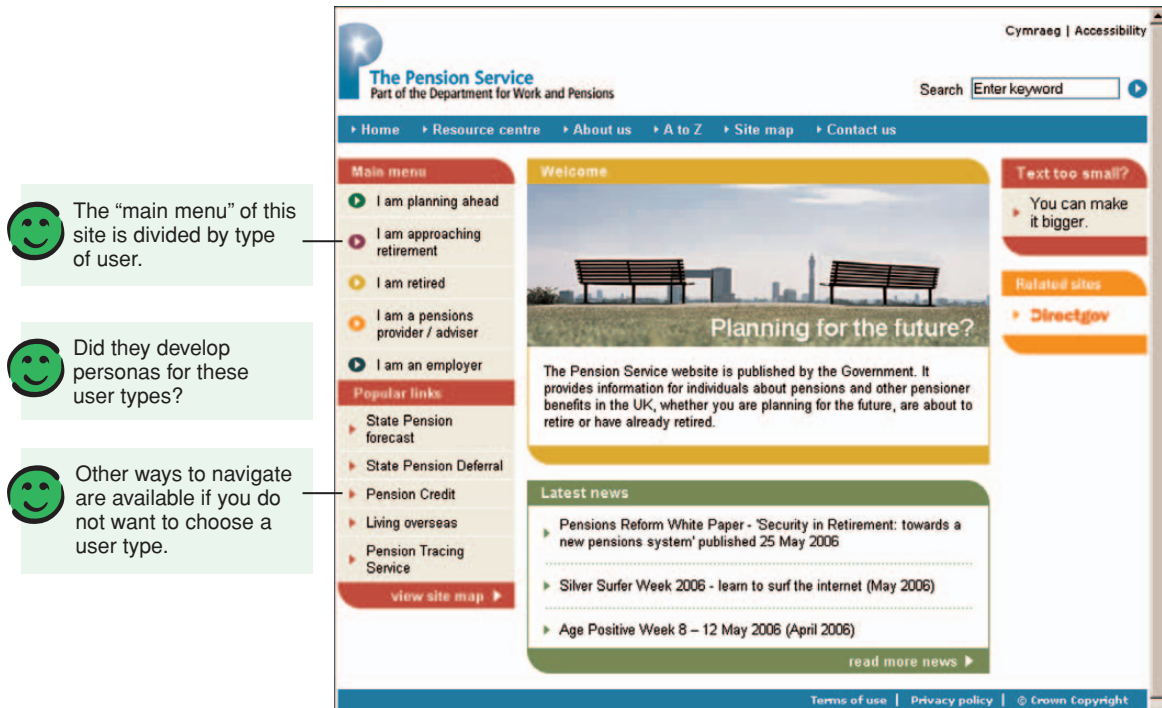 The “main menu” of this
site is divided by type
of user.
Did they develop
personas for these
user types?
Other ways to navigate
are available if you do
not want to choose a
user type.
Cymraeg | Accessibility
The Pension Service
Part of the Department for Work and Pensions
Search Enter keyword
Home Resource centre About us A to Z Site map Contact us
Main menu
I am planning ahead
I am approaching
retirement
I am retired
I am a pensions
provider / adviser
I am an employer
Popular links
State Pension
forecast
State Pension Deferral
Pension Credit
Living overseas
Pension Tracing
Service
view site map
Welcome
Planning for the future?
The Pension Service website is published by the Government. It
provides information for individuals about pensions and other pensioner
benefits in the UK, whether you are planning for the future, are about to
retire or have already retired.
Latest news
Pensions Reform White Paper - 'Security in Retirement: towards a
new pensions system' published 25 May 2006
Silver Surfer Week 2006 - learn to surf the internet (May 2006)
Age Positive Week 8 – 12 May 2006 (April 2006)
read more news
Text too small?
You can make
it bigger.
Related sites
Directgov
Terms of use | Privacy policy | © Crown Copyright